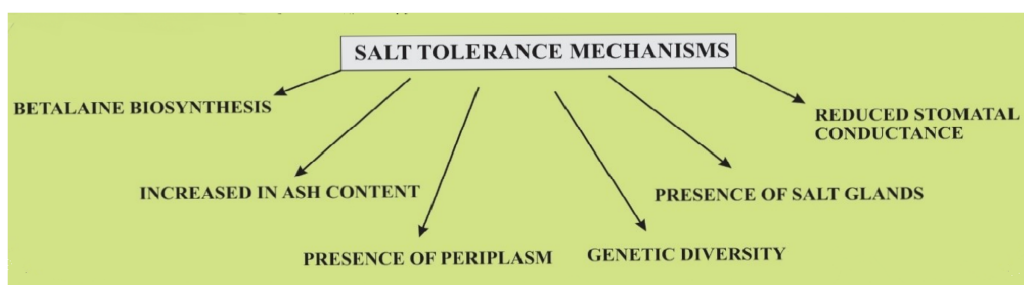 SALT TOLERANCE MECHANISMS
BETALAINE BIOSYNTHESIS
REDUCED STOMATAL
CONDUCTANCE
INCREASED IN ASH CONTENT
PRESENCE OF SALT GLANDS
PRESENCE OF PERIPLASM
GENETIC DIVERSITY